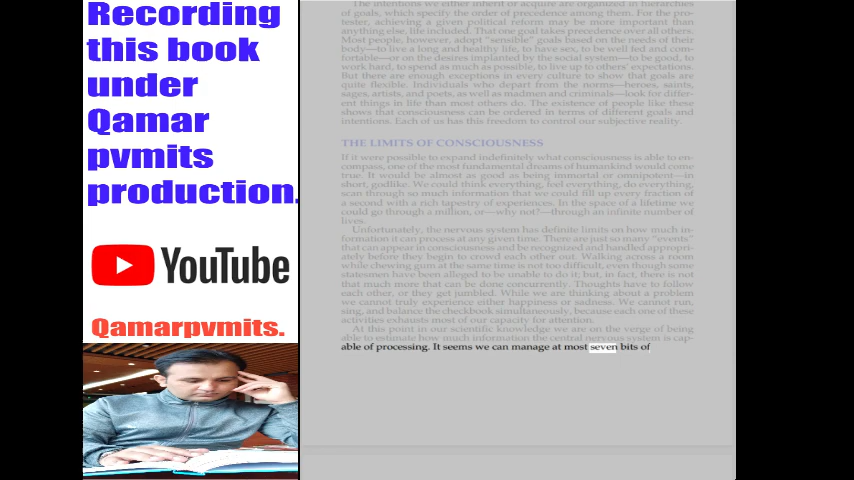 Recording
this book
under
Qamar
pvmits
production.
YouTube
Qamarpvmits.
The intentions we either inherit or acquire are organized in hierarchies
of goals, which specify the order of precedence among them. For the pro-
tester, achieving a given political reform may be more important than
anything else, life included. That one goal takes precedence over all others.
Most people, however, adopt "sensible" goals based on the needs of their
body—to live a long and healthy life, to have sex, to be well fed and com-
fortable—or on the desires implanted by the social system—to be good, to
work hard, to spend as much as possible, to live up to others' expectations.
But there are enough exceptions in every culture to show that goals are
quite flexible. Individuals who depart from the norms—heroes, saints,
sages, artists, and poets, as well as madmen and criminals—look for differ-
ent things in life than most others do. The existence of people like these
shows that consciousness can be ordered in terms of different goals and
intentions. Each of us has this freedom to control our subjective reality.
THE LIMITS OF CONSCIOUSNESS
If it were possible to expand indefinitely what consciousness is able to en-
compass, one of the most fundamental dreams of humankind would come
true. It would be almost as good as being immortal or omnipotent—in
short, godlike. We could think everything, feel everything, do everything,
scan through so much information that we could fill up every fraction of
a second with a rich tapestry of experiences. In the space of a lifetime we
could go through a million, or—why not?—through an infinite number of
lives.
Unfortunately, the nervous system has definite limits on how much in-
formation it can process at any given time. There are just so many "events"
that can appear in consciousness and be recognized and handled appropri-
ately before they begin to crowd each other out. Walking across a room
while chewing gum at the same time is not too difficult, even though some
statesmen have been alleged to be unable to do it; but, in fact, there is not
that much more that can be done concurrently. Thoughts have to follow
each other, or they get jumbled. While we are thinking about a problem
we cannot truly experience either happiness or sadness. We cannot run,
sing, and balance the checkbook simultaneously, because each one of these
activities exhausts most of our capacity for attention.
At this point in our scientific knowledge we are on the verge of being
able to estimate how much information the central nervous system is cap-
able of processing. It seems we can manage at most seven bits of